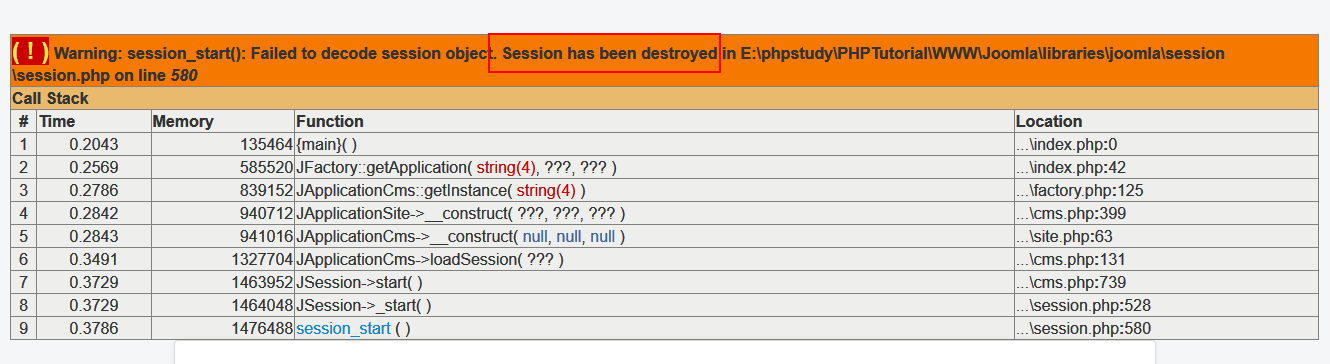 ( ! ) Warning: session_start(): Failed to decode session object. Session has been destroyed in E:\phpstudy\PHPTutorial\WWW\Joomla\libraries\joomla\session
\session.php on line 580
Call Stack
# Time Memory Function Location
1 0.2043 135464 {main}( ) ...\index.php:0
2 0.2569 585520 JFactory::getApplication( string(4), ???, ??? ) ...\index.php:42
3 0.2786 839152 JApplicationCms::getInstance( string(4) ) ...\factory.php:125
4 0.2842 940712 JApplicationSite->__construct( ???, ???, ??? ) ...\cms.php:399
5 0.2843 941016 JApplicationCms->__construct( null, null, null ) ...\site.php:63
6 0.3491 1327704 JApplicationCms->loadSession( ??? ) ...\cms.php:131
7 0.3729 1463952 JSession->start( ) ...\cms.php:739
8 0.3729 1464048 JSession->_start( ) ...\session.php:528
9 0.3786 1476488 session_start ( ) ...\session.php:580